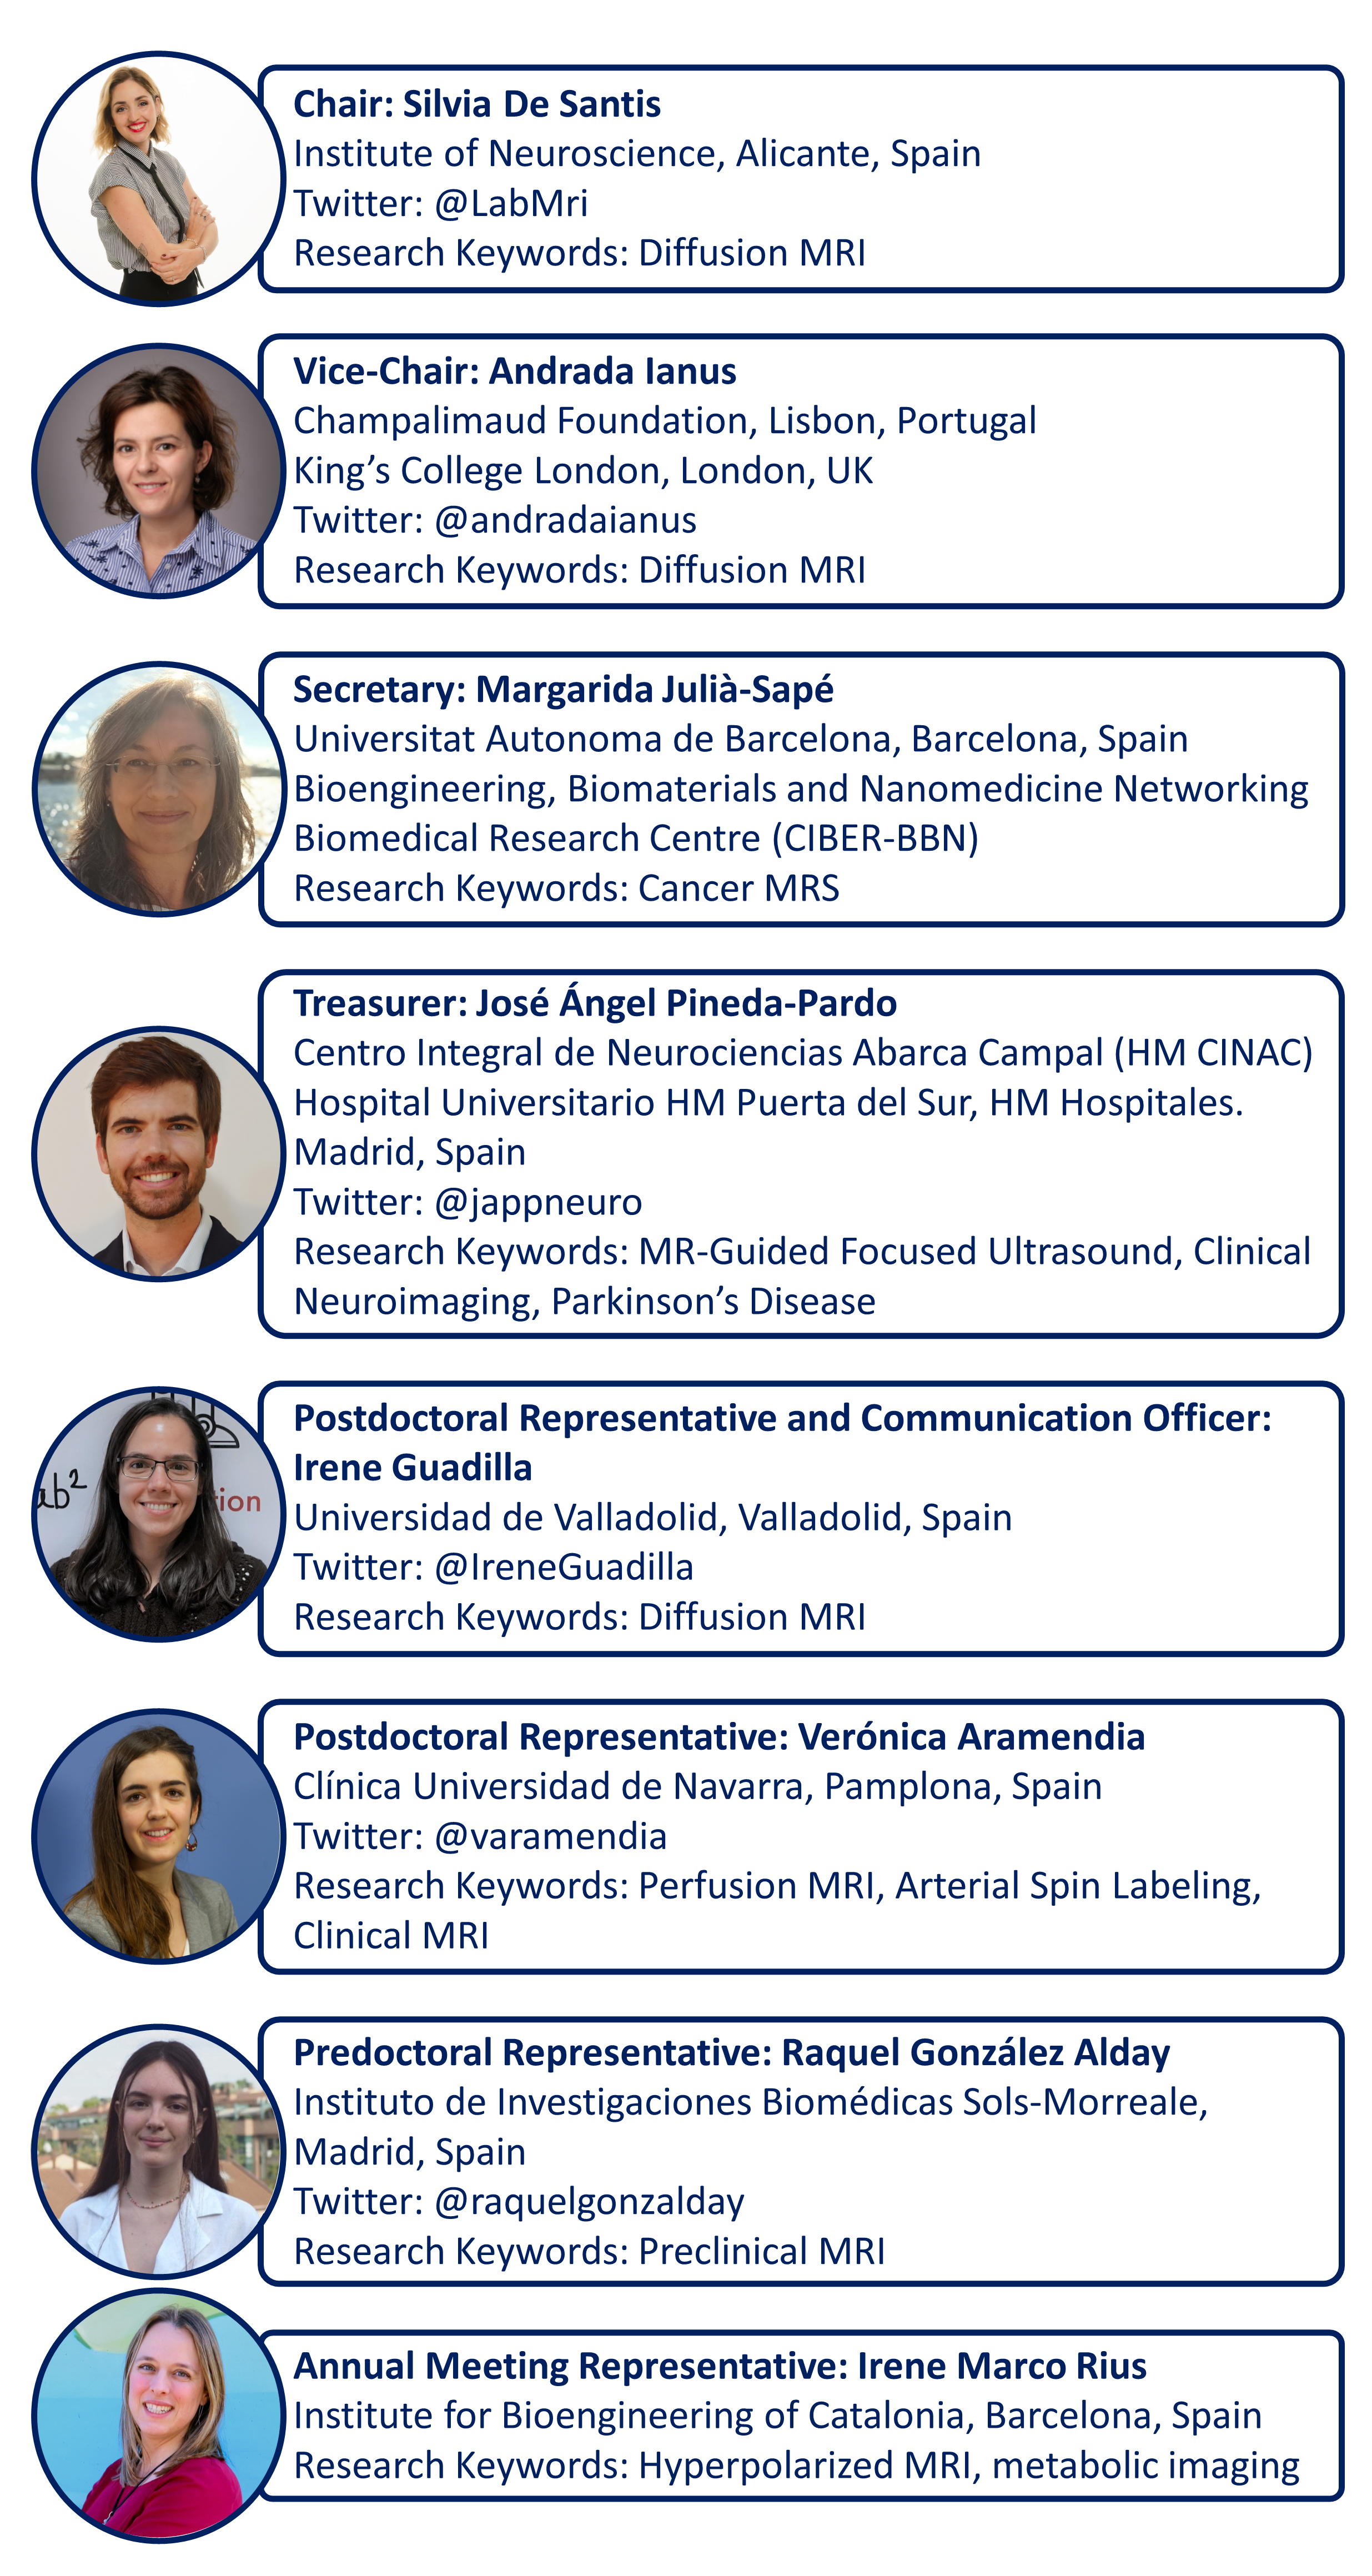 Chair: Silvia De Santis
Institute of Neuroscience, Alicante, Spain
Twitter: @LabMri
Research Keywords: Diffusion MRI
Vice-Chair: Andrada Ianus
Champalimaud Foundation, Lisbon, Portugal
King’s College London, London, UK
Twitter: @andradaianus
Research Keywords: Diffusion MRI
Secretary: Margarida Julià-Sapé
Universitat Autonoma de Barcelona, Barcelona, Spain
Bioengineering, Biomaterials and Nanomedicine Networking
Biomedical Research Centre (CIBER-BBN)
Research Keywords: Cancer MRS
Treasurer: José Ángel Pineda-Pardo
Centro Integral de Neurociencias Abarca Campal (HM CINAC)
Hospital Universitario HM Puerta del Sur, HM Hospitales.
Madrid, Spain
Twitter: @jappneuro
Research Keywords: MR-Guided Focused Ultrasound, Clinical
Neuroimaging, Parkinson’s Disease
ab²
tion
Postdoctoral Representative and Communication Officer:
Irene Guadilla
Universidad de Valladolid, Valladolid, Spain
Twitter: @IreneGuadilla
Research Keywords: Diffusion MRI
Postdoctoral Representative: Verónica Aramendia
Clínica Universidad de Navarra, Pamplona, Spain
Twitter: @varamendia
Research Keywords: Perfusion MRI, Arterial Spin Labeling,
Clinical MRI
Predoctoral Representative: Raquel González Alday
Instituto de Investigaciones Biomédicas Sols-Morreale,
Madrid, Spain
Twitter: @raquelgonzalday
Research Keywords: Preclinical MRI
Annual Meeting Representative: Irene Marco Rius
Institute for Bioengineering of Catalonia, Barcelona, Spain
Research Keywords: Hyperpolarized MRI, metabolic imaging